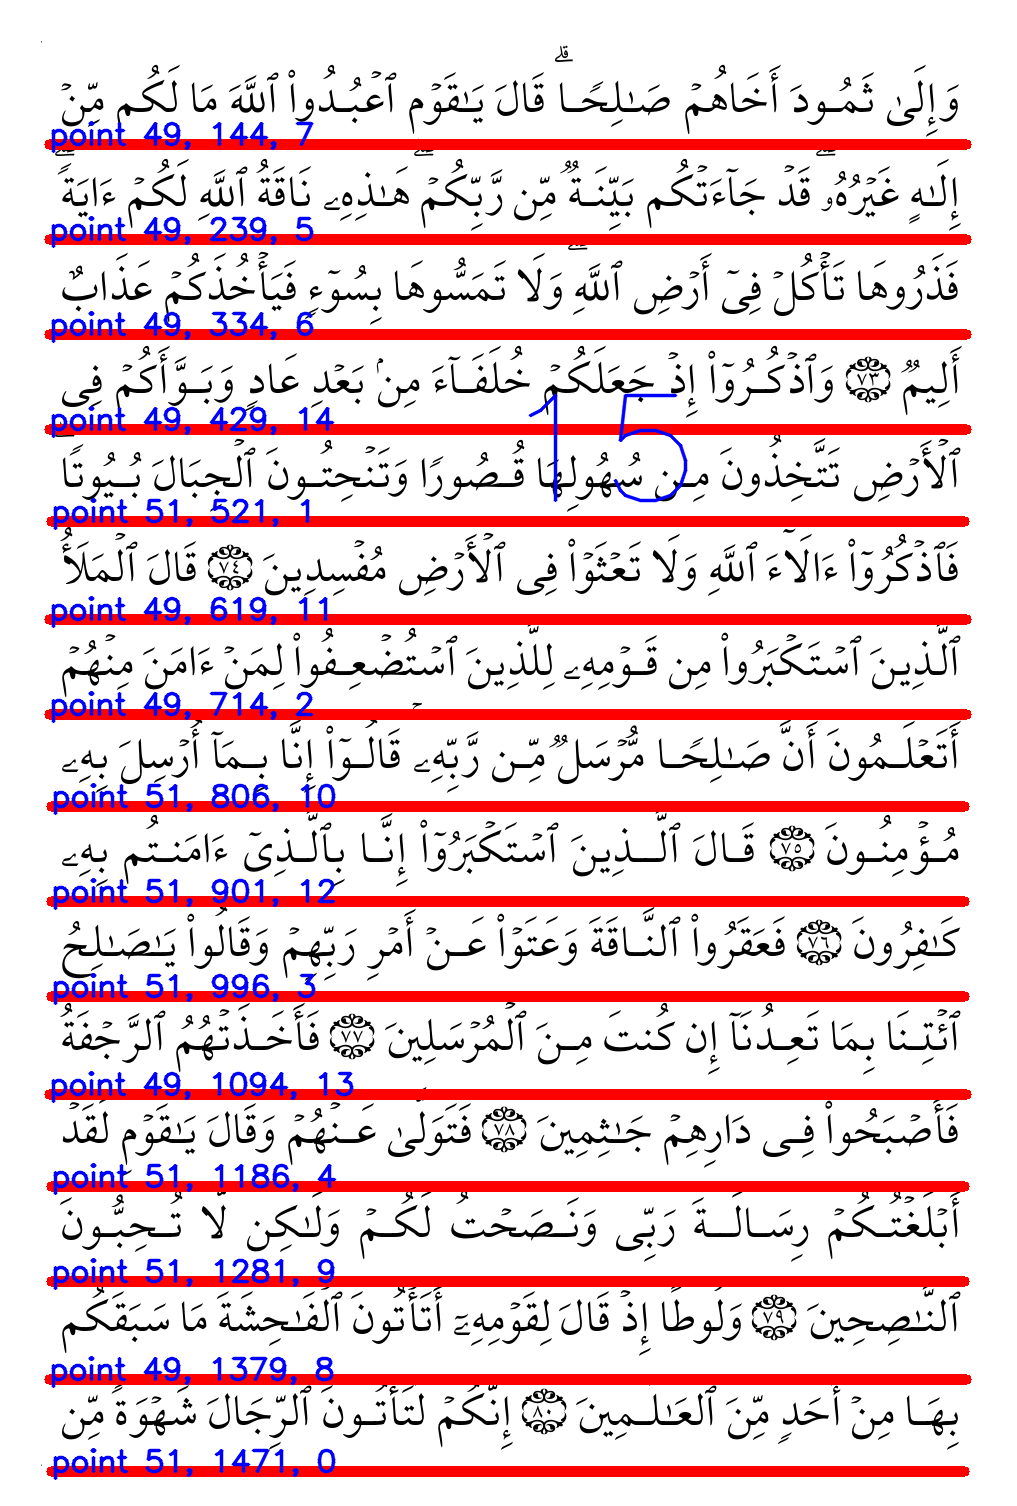 وَإِلَىٰ ثَمُودَ أَخَاهُمْ صَـٰلِحًاۗ قَالَ يَـٰقَوْمِ ٱعْبُدُوا۟ ٱللَّهَ مَا لَكُم مِّنْ
point 49, 144, 7
إِلَـٰهٍ غَيْرُهُۥۖ قَدْ جَآءَتْكُم بَيِّنَةٌ مِّن رَّبِّكُمْۖ هَـٰذِهِۦ نَاقَةُ ٱللَّهِ لَكُمْ ءَايَةًۖ
point 49, 239, 5
فَذَرُوهَا تَأْكُلْ فِىٓ أَرْضِ ٱللَّهِۖ وَلَا تَمَسُّوهَا بِسُوٓءٍ فَيَأْخُذَكُمْ عَذَابٌ
point 49, 334, 6
أَلِيمٌ ٧٣ وَٱذْكُرُوٓا۟ إِذْ جَعَلَكُمْ خُلَفَآءَ مِنۢ بَعْدِ عَادٍ وَبَوَّأَكُمْ فِى
point 49, 429, 14
15
ٱلْأَرْضِ تَتَّخِذُونَ مِن سُهُولِهَا قُصُورًا وَتَنْحِتُونَ ٱلْجِبَالَ بُيُوتًاۖ
point 51, 521, 1
فَٱذْكُرُوٓا۟ ءَالَآءَ ٱللَّهِ وَلَا تَعْثَوْا۟ فِى ٱلْأَرْضِ مُفْسِدِينَ ٧٤ قَالَ ٱلْمَلَأُ
point 49, 619, 11
ٱلَّذِينَ ٱسْتَكْبَرُوا۟ مِن قَوْمِهِۦ لِلَّذِينَ ٱسْتُضْعِفُوا۟ لِمَنْ ءَامَنَ مِنْهُمْ
point 49, 714, 2
أَتَعْلَمُونَ أَنَّ صَـٰلِحًا مُّرْسَلٌ مِّن رَّبِّهِۦۚ قَالُوٓا۟ إِنَّا بِمَآ أُرْسِلَ بِهِۦ
point 51, 806, 10
مُؤْمِنُونَ ٧٥ قَالَ ٱلَّذِينَ ٱسْتَكْبَرُوٓا۟ إِنَّا بِٱلَّذِىٓ ءَامَنتُم بِهِۦ
point 51, 901, 12
كَـٰفِرُونَ ٧٦ فَعَقَرُوا۟ ٱلنَّاقَةَ وَعَتَوْا۟ عَنْ أَمْرِ رَبِّهِمْ وَقَالُوا۟ يَـٰصَـٰلِحُ
point 51, 996, 3
ٱئْتِنَا بِمَا تَعِدُنَآ إِن كُنتَ مِنَ ٱلْمُرْسَلِينَ ٧٧ فَأَخَذَتْهُمُ ٱلرَّجْفَةُ
point 49, 1094, 13
فَأَصْبَحُوا۟ فِى دَارِهِمْ جَـٰثِمِينَ ٧٨ فَتَوَلَّىٰ عَنْهُمْ وَقَالَ يَـٰقَوْمِ لَقَدْ
point 51, 1186, 4
أَبْلَغْتُكُمْ رِسَالَةَ رَبِّى وَنَصَحْتُ لَكُمْ وَلَـٰكِن لَّا تُحِبُّونَ
point 51, 1281, 9
ٱلنَّـٰصِحِينَ ٧٩ وَلُوطًا إِذْ قَالَ لِقَوْمِهِۦٓ أَتَأْتُونَ ٱلْفَـٰحِشَةَ مَا سَبَقَكُم
point 49, 1379, 8
بِهَا مِنْ أَحَدٍ مِّنَ ٱلْعَـٰلَمِينَ ٨٠ إِنَّكُمْ لَتَأْتُونَ ٱلرِّجَالَ شَهْوَةً مِّن
point 51, 1471, 0